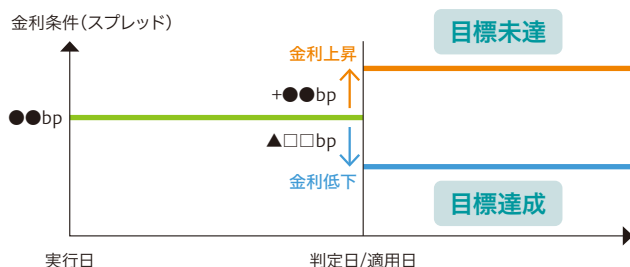 金利条件（スプレッド）
目標未達
金利上昇
+●●bp
●●bp
▲□□bp
金利低下
目標達成
実行日
判定日/適用日